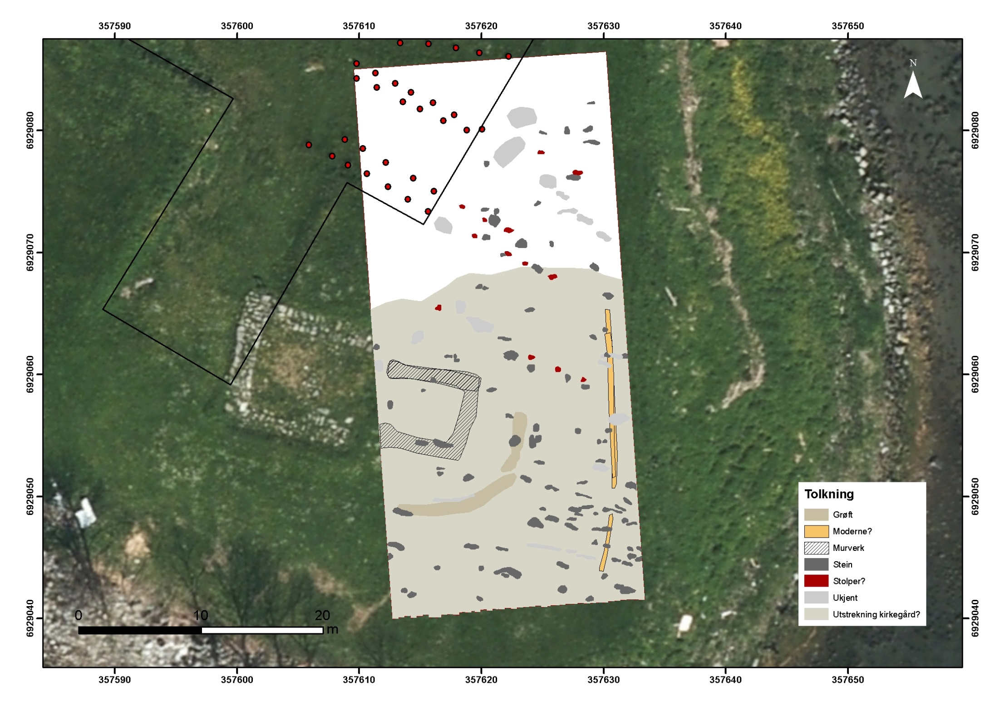 357590 357600 357610 357620 357630 357640 357650
N
6929080 6929080
6929070 6929070
6929060 6929060
6929050 6929050
6929040 6929040
Tolkning
Grøft
Moderne?
Murverk
Stein
Stolper?
Ukjent
Utstrekning kirkegård?
0 10 20
m
357590 357600 357610 357620 357630 357640 357650